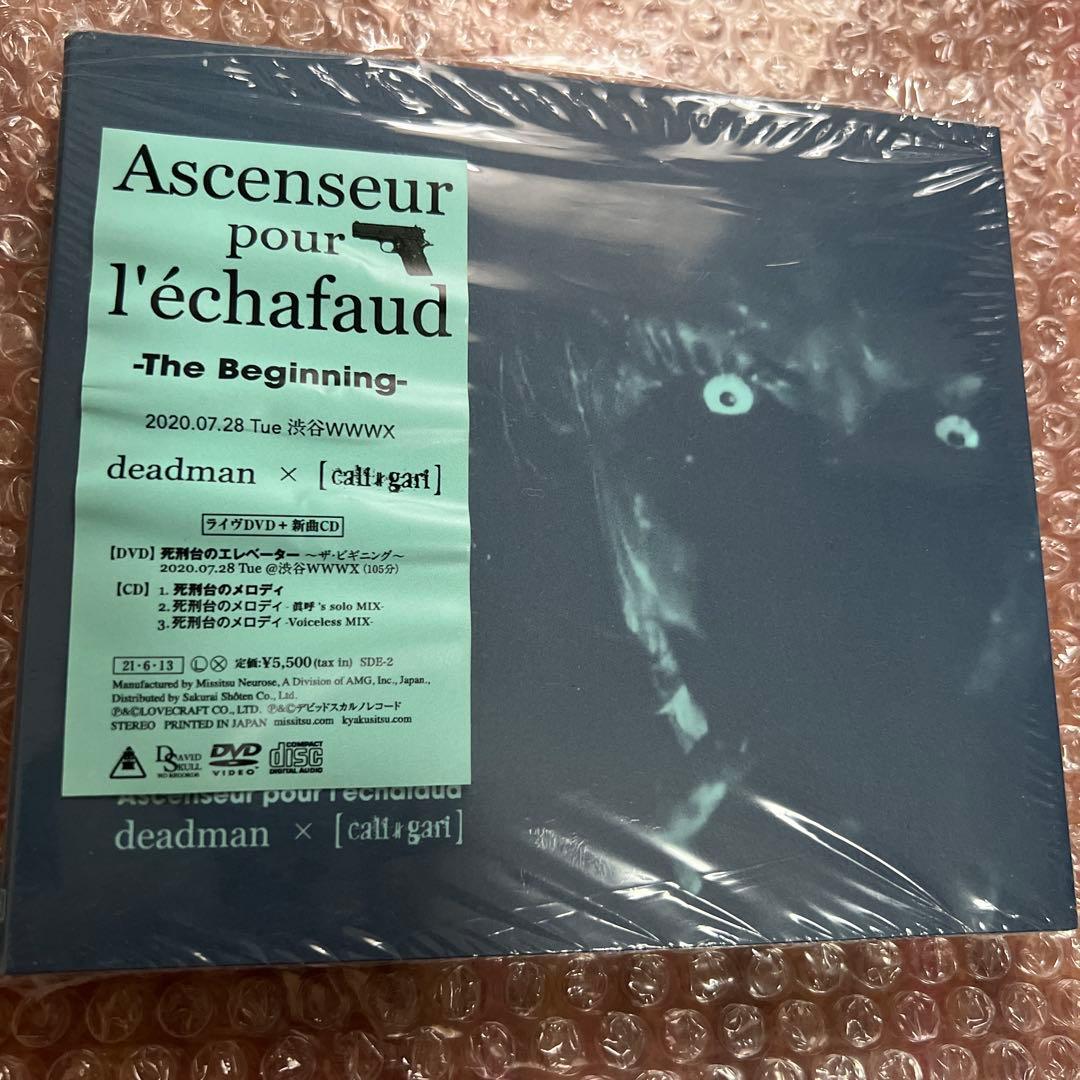 Ascenseur
pour
l'échafaud
-The Beginning-
2020.07.28 Tue 渋谷WWWX
deadman × [cali≠gari]
ライヴDVD+新曲CD
【DVD】死刑台のエレベーター ～ザ・ビギニング～
2020.07.28 Tue @渋谷WWWX (105分)
【CD】1. 死刑台のメロディ
2. 死刑台のメロディ - 眞呼's solo MIX-
3. 死刑台のメロディ -Voiceless MIX-
21・6・13 Ⓛ Ⓧ 定価:¥5,500(tax in) SDE-2
Manufactured by Missitsu Neurose, A Division of AMG, Inc., Japan.,
Distributed by Sakurai Shōten Co., Ltd.
℗&©LOVECRAFT CO., LTD. ℗&©デビッドスカルノレコード
STEREO PRINTED IN JAPAN missitsu.com kyakusitsu.com
DAVID SKULL NO RECORDS DVD VIDEO COMPACT disc DIGITAL AUDIO
Ascenseur pour l'échafaud
deadman × [cali≠gari]